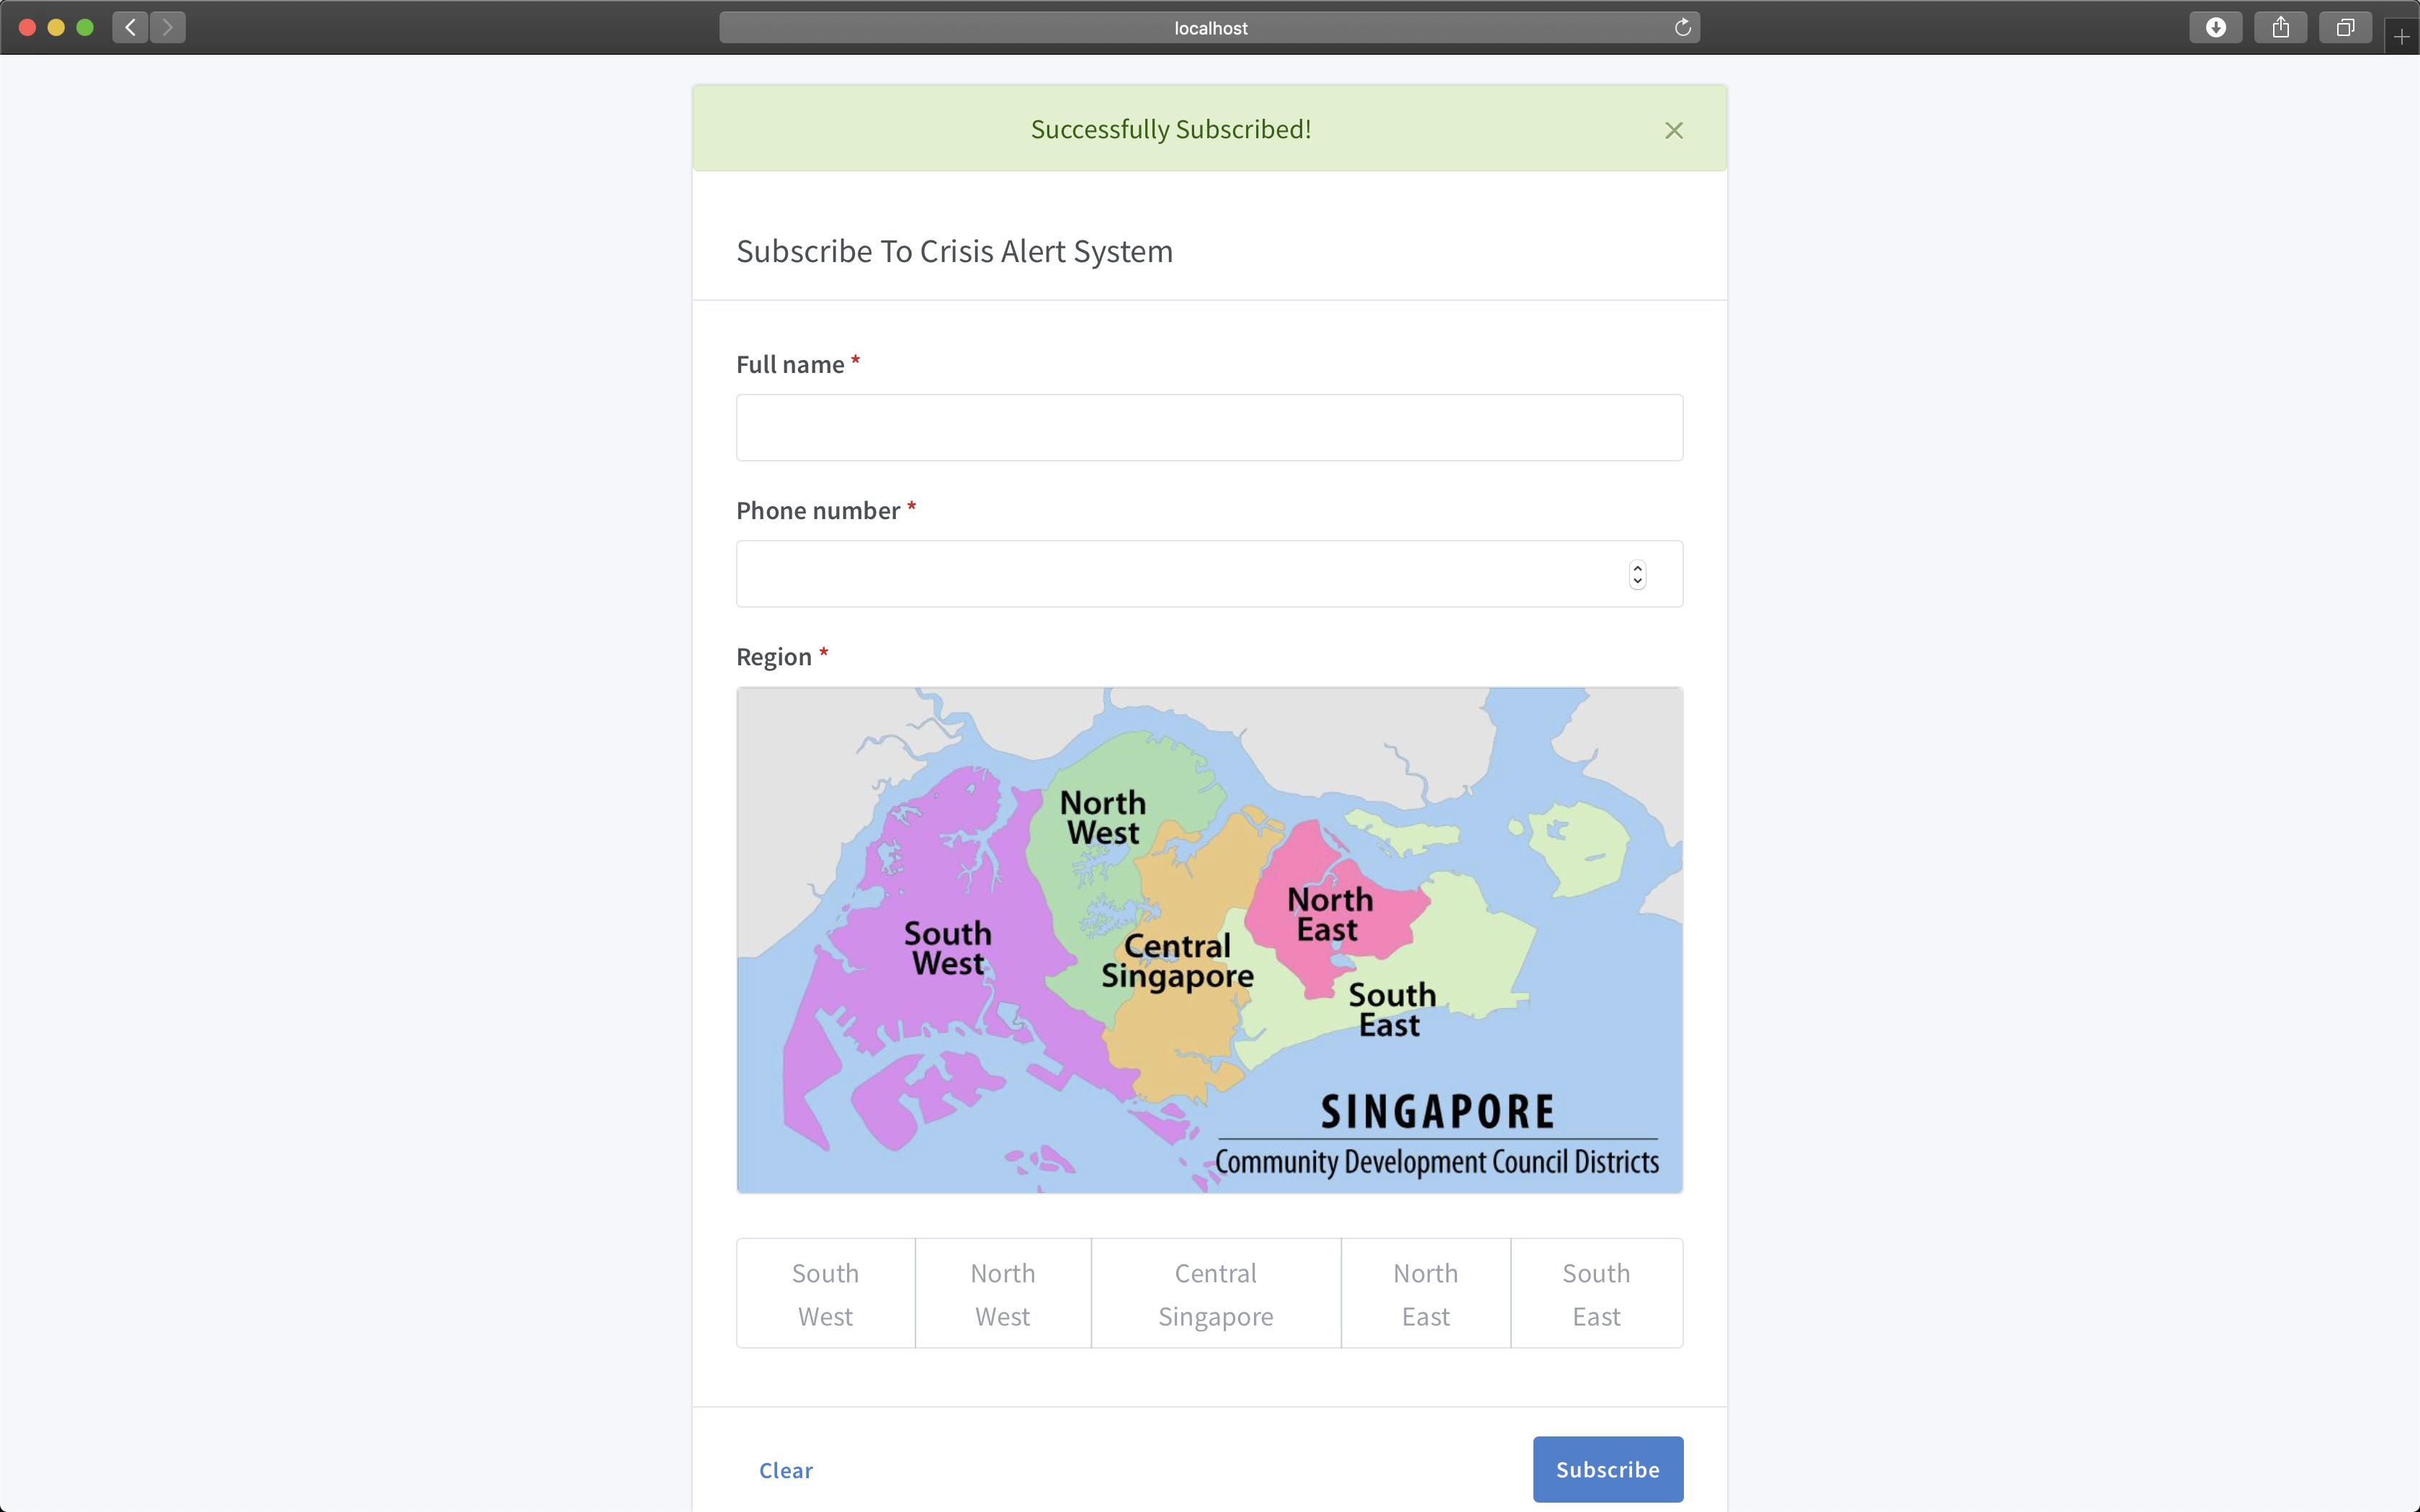 localhost
Successfully Subscribed!
Subscribe To Crisis Alert System
Full name *
Phone number *
Region *
North
West
North
East
South
West
Central
Singapore
South
East
SINGAPORE
Community Development Council Districts
South
West
North
West
Central
Singapore
North
East
South
East
Clear
Subscribe